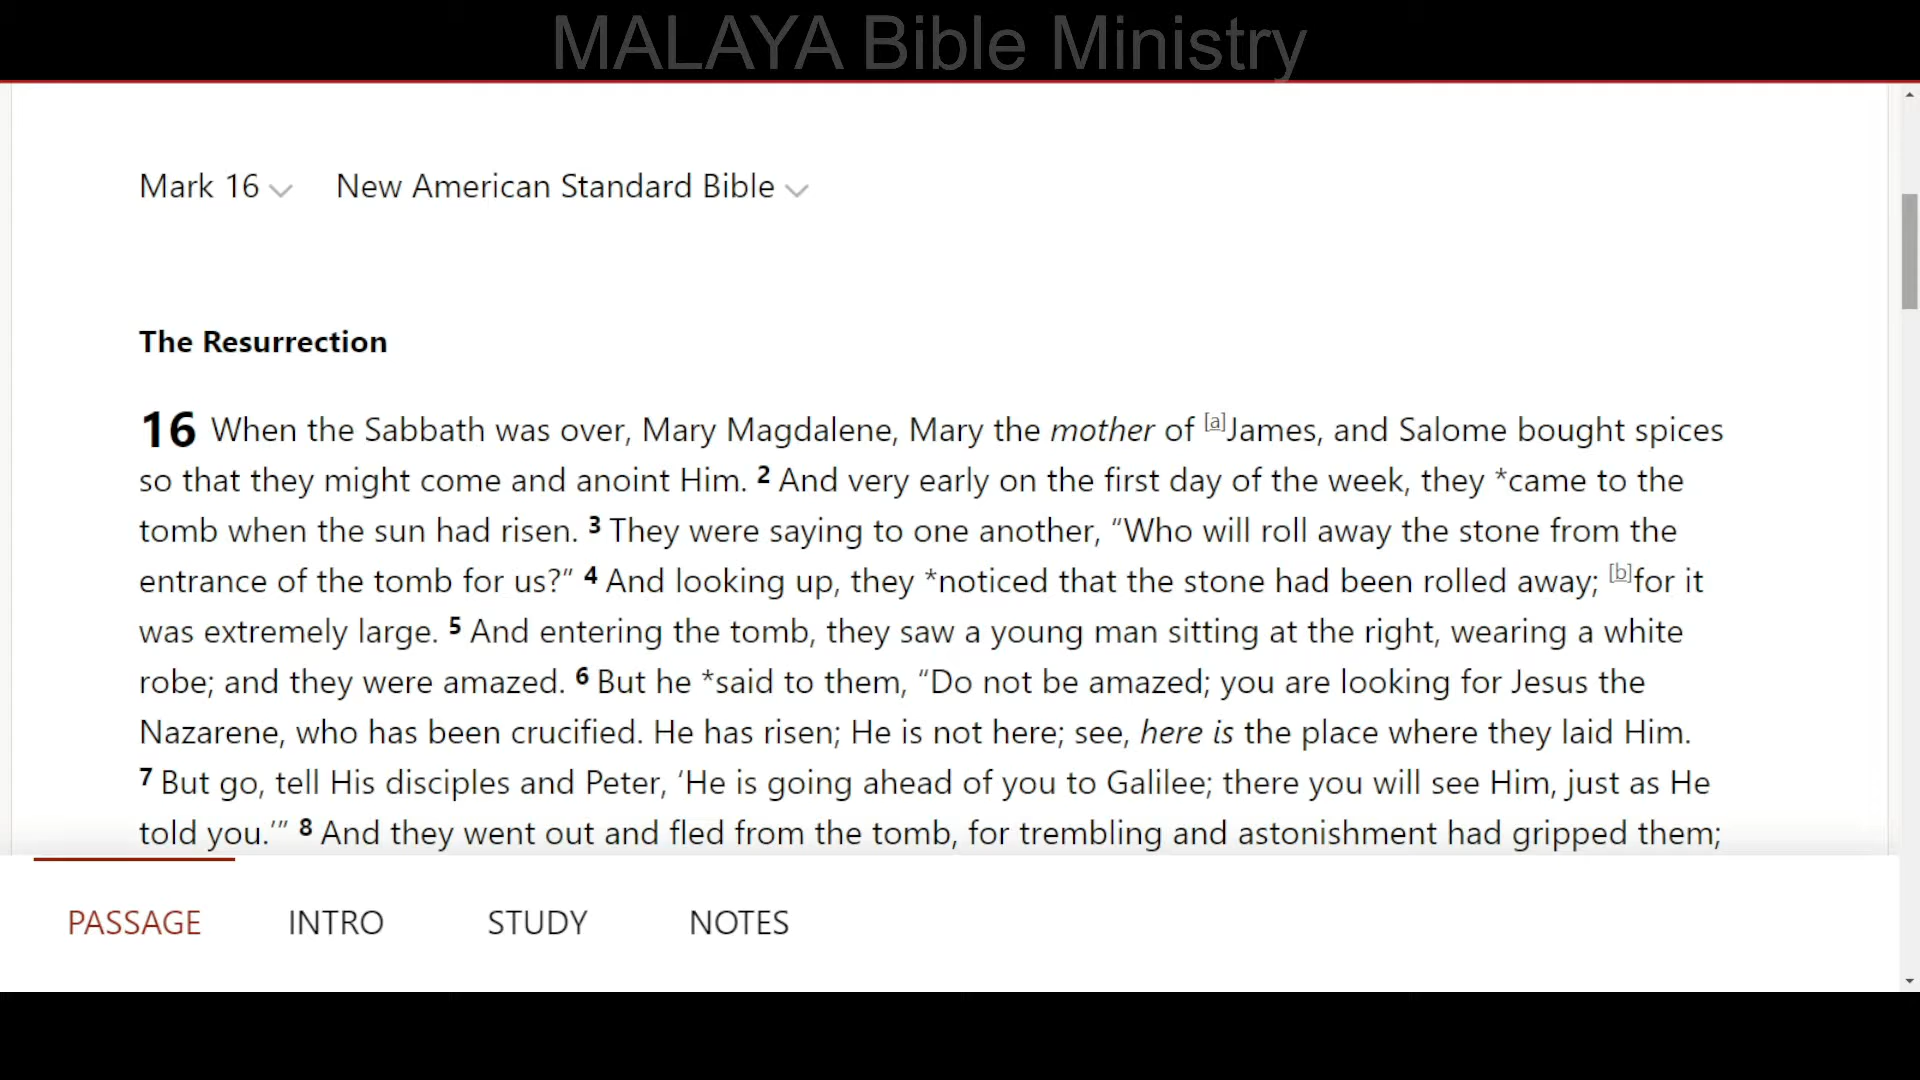 MALAYA Bible Ministry
Mark 16 New American Standard Bible
The Resurrection
16 When the Sabbath was over, Mary Magdalene, Mary the mother of [a]James, and Salome bought spices
so that they might come and anoint Him. 2 And very early on the first day of the week, they *came to the
tomb when the sun had risen. 3 They were saying to one another, “Who will roll away the stone from the
entrance of the tomb for us?” 4 And looking up, they *noticed that the stone had been rolled away; [b]for it
was extremely large. 5 And entering the tomb, they saw a young man sitting at the right, wearing a white
robe; and they were amazed. 6 But he *said to them, “Do not be amazed; you are looking for Jesus the
Nazarene, who has been crucified. He has risen; He is not here; see, here is the place where they laid Him.
7 But go, tell His disciples and Peter, ‘He is going ahead of you to Galilee; there you will see Him, just as He
told you.’” 8 And they went out and fled from the tomb, for trembling and astonishment had gripped them;
PASSAGE INTRO STUDY NOTES